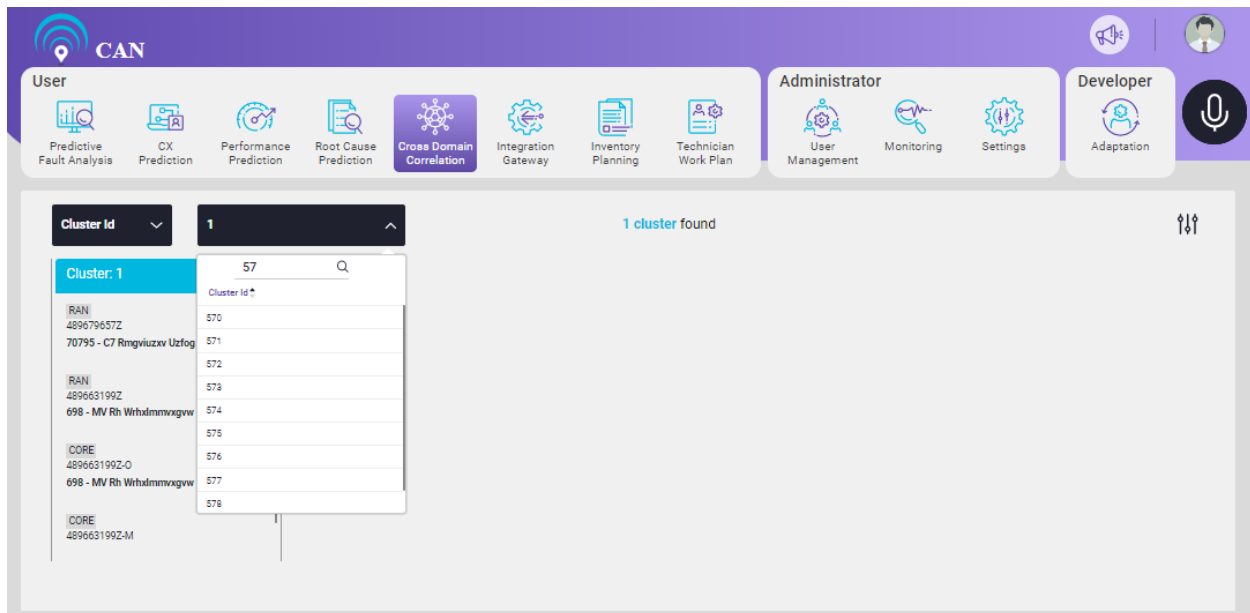 CAN
User
Administrator
Developer
Predictive
Fault Analysis
CX
Prediction
Performance
Prediction
Root Cause
Prediction
Cross Domain
Correlation
Integration
Gateway
Inventory
Planning
Technician
Work Plan
User
Management
Monitoring
Settings
Adaptation
Cluster Id
1
1 cluster found
Cluster: 1
RAN
489679657Z
70795 - C7 Rmgviuzxv Uzfog
RAN
489663199Z
698 - MV Rh Wrhxlmmvxgvw
CORE
489663199Z-O
698 - MV Rh Wrhxlmmvxgvw
CORE
489663199Z-M
57
Cluster Id
570
571
572
573
574
575
576
577
578